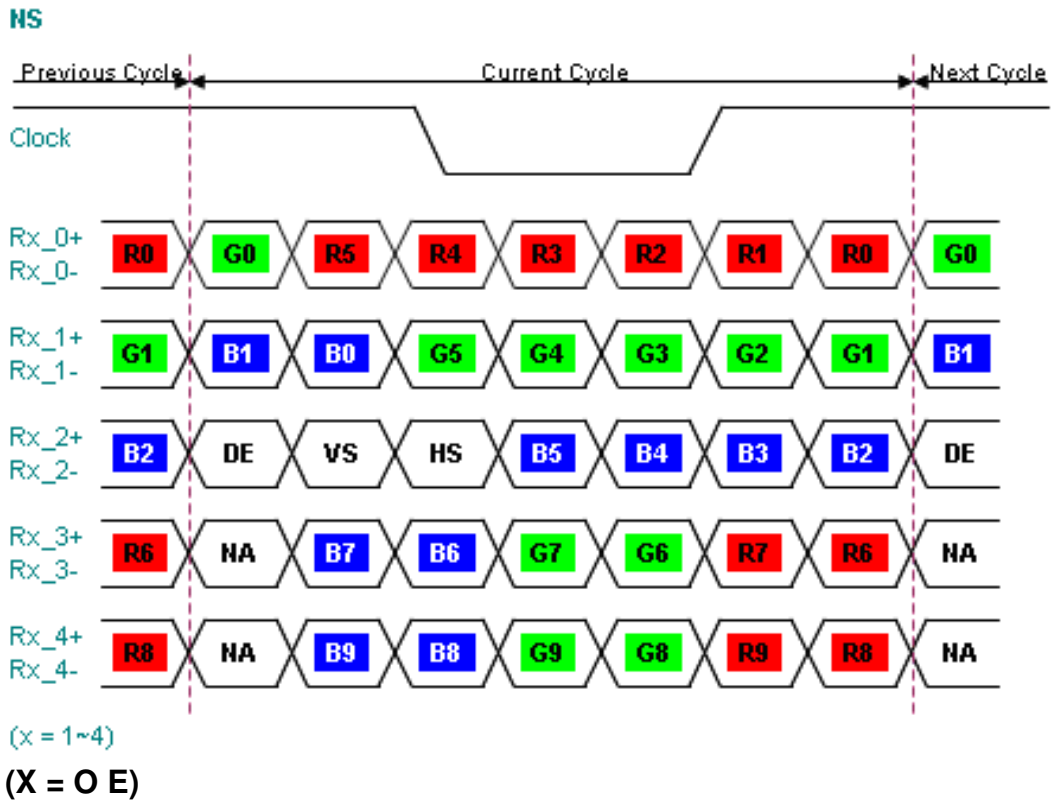 NS
Previous Cycle Current Cycle Next Cycle
Clock
Rx_0+
Rx_0-
R0 G0 R5 R4 R3 R2 R1 R0 G0
Rx_1+
Rx_1-
G1 B1 B0 G5 G4 G3 G2 G1 B1
Rx_2+
Rx_2-
B2 DE VS HS B5 B4 B3 B2 DE
Rx_3+
Rx_3-
R6 NA B7 B6 G7 G6 R7 R6 NA
Rx_4+
Rx_4-
R8 NA B9 B8 G9 G8 R9 R8 NA
(x = 1~4)
(X = O E)